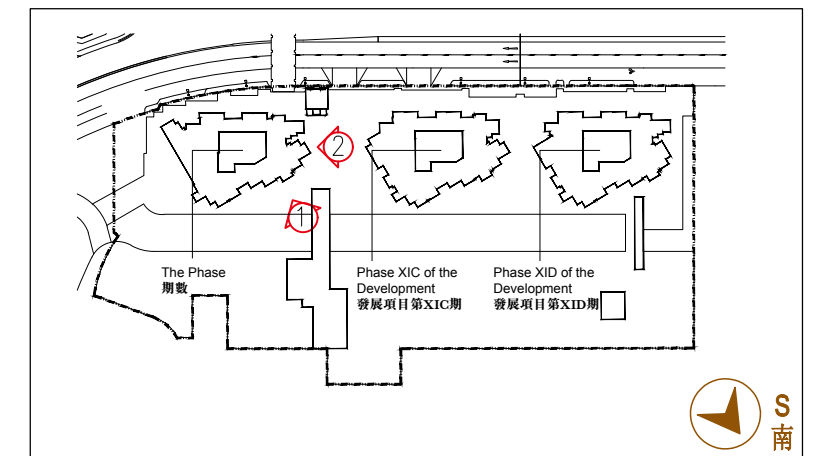 2
1
The Phase
期數
Phase XIC of the
Development
發展項目第XIC期
Phase XID of the
Development
發展項目第XID期
S
南